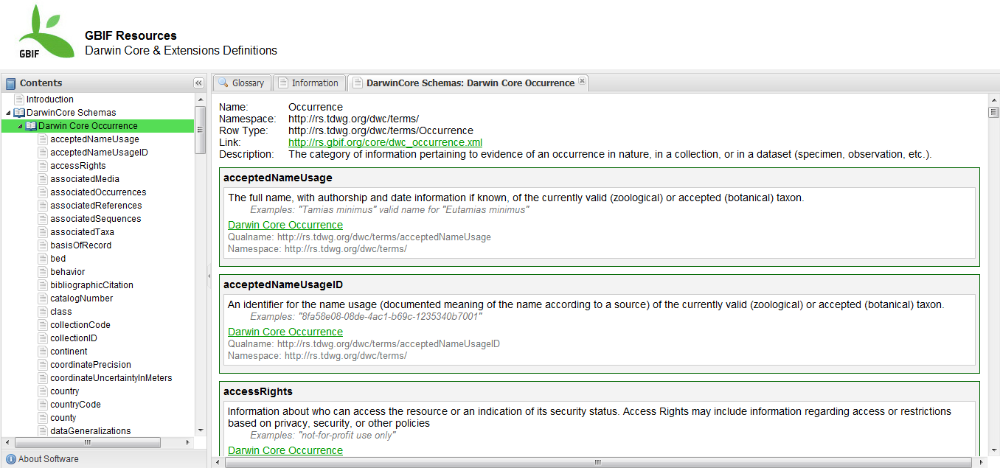 GBIF
GBIF Resources
Darwin Core & Extensions Definitions
Contents
Introduction
DarwinCore Schemas
Darwin Core Occurrence
acceptedNameUsage
acceptedNameUsageID
accessRights
associatedMedia
associatedOccurrences
associatedReferences
associatedSequences
associatedTaxa
basisOfRecord
bed
behavior
bibliographicCitation
catalogNumber
class
collectionCode
collectionID
continent
coordinatePrecision
coordinateUncertaintyInMeters
country
countryCode
county
dataGeneralizations
About Software
Glossary
Information
DarwinCore Schemas: Darwin Core Occurrence
Name: Occurrence
Namespace: http://rs.tdwg.org/dwc/terms/
Row Type: http://rs.tdwg.org/dwc/terms/Occurrence
Link: http://rs.gbif.org/core/dwc_occurrence.xml
Description: The category of information pertaining to evidence of an occurrence in nature, in a collection, or in a dataset (specimen, observation, etc.).
acceptedNameUsage
The full name, with authorship and date information if known, of the currently valid (zoological) or accepted (botanical) taxon.
Examples: "Tamias minimus" valid name for "Eutamias minimus"
Darwin Core Occurrence
Qualname: http://rs.tdwg.org/dwc/terms/acceptedNameUsage
Namespace: http://rs.tdwg.org/dwc/terms/
acceptedNameUsageID
An identifier for the name usage (documented meaning of the name according to a source) of the currently valid (zoological) or accepted (botanical) taxon.
Examples: "8fa58e08-08de-4ac1-b69c-1235340b7001"
Darwin Core Occurrence
Qualname: http://rs.tdwg.org/dwc/terms/acceptedNameUsageID
Namespace: http://rs.tdwg.org/dwc/terms/
accessRights
Information about who can access the resource or an indication of its security status. Access Rights may include information regarding access or restrictions
based on privacy, security, or other policies
Examples: "not-for-profit use only"
Darwin Core Occurrence